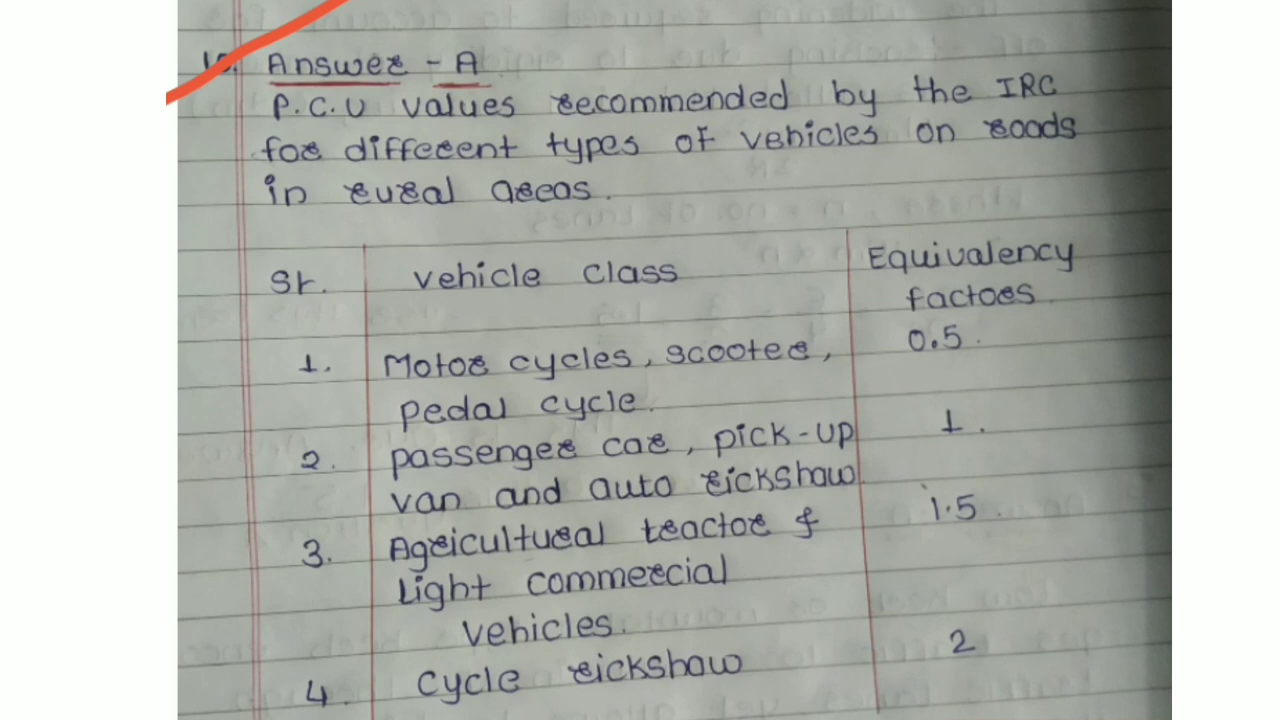 10. Answer - A
P.C.U values recommended by the IRC
for different types of vehicles on roads
in rural areas.
Sr. vehicle class Equivalency factors
1. Motor cycles, scooter, 0.5.
pedal cycle.
2. passenger car, pick-up 1.
van and auto rickshaw
3. Agricultural tractor & 1.5.
Light commercial
vehicles.
4. cycle rickshaw 2